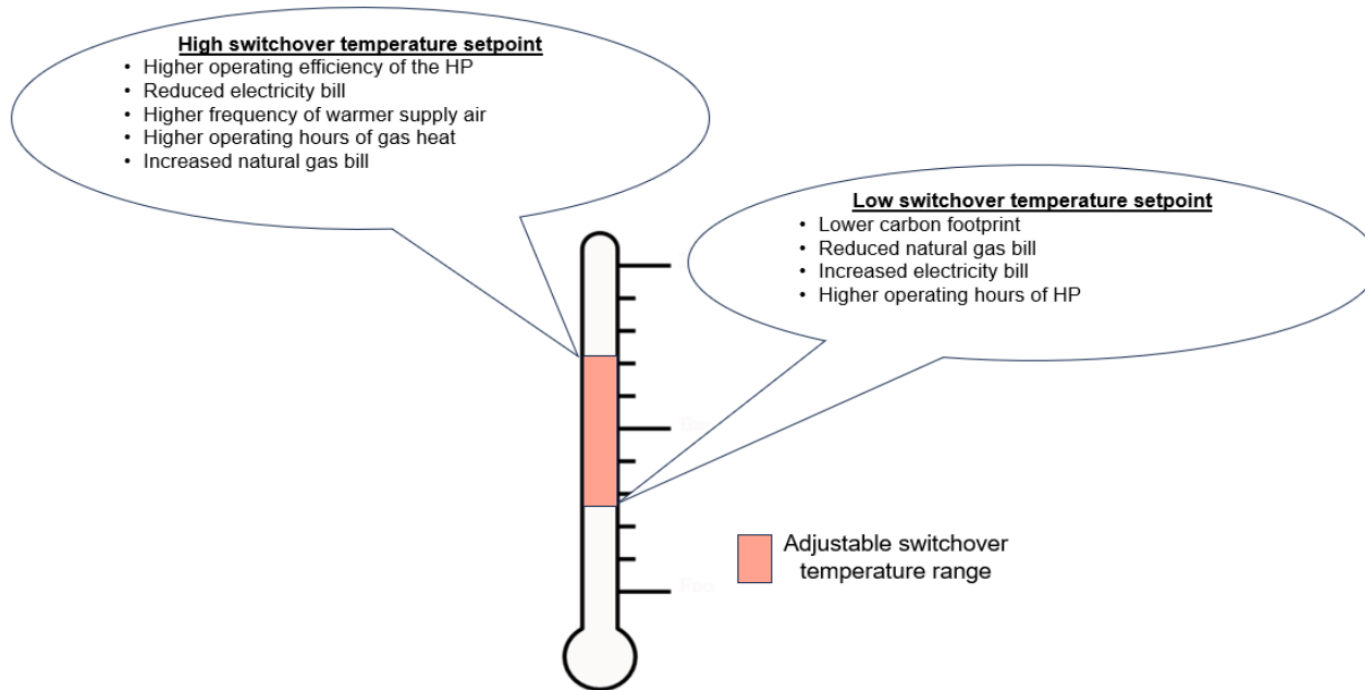 High switchover temperature setpoint
• Higher operating efficiency of the HP
• Reduced electricity bill
• Higher frequency of warmer supply air
• Higher operating hours of gas heat
• Increased natural gas bill
Low switchover temperature setpoint
• Lower carbon footprint
• Reduced natural gas bill
• Increased electricity bill
• Higher operating hours of HP
Adjustable switchover
temperature range